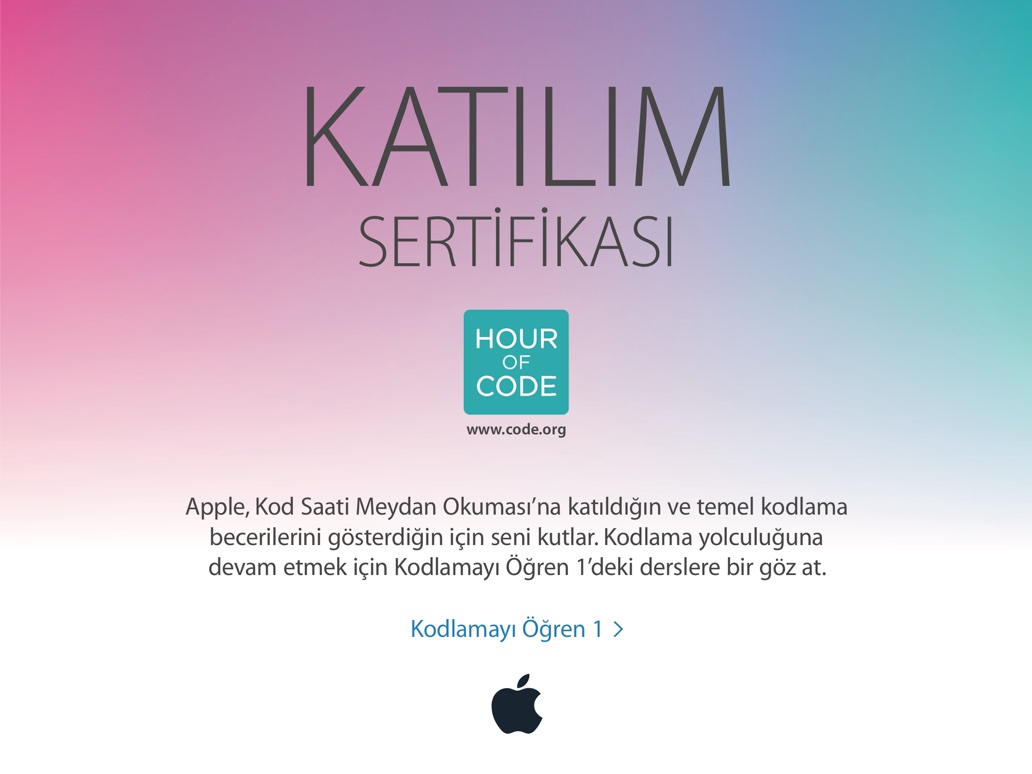 KATILIM
SERTİFİKASI
HOUR
OF
CODE
www.code.org
Apple, Kod Saati Meydan Okuması’na katıldığın ve temel kodlama
becerilerini gösterdiğin için seni kutlar. Kodlama yolculuğuna
devam etmek için Kodlamayı Öğren 1’deki derslere bir göz at.
Kodlamayı Öğren 1 >